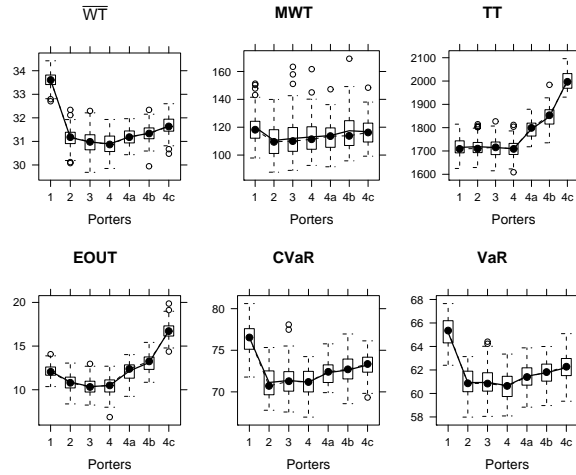 WT MWT TT
34
33
32
31
30
160
140
120
100
2100
2000
1900
1800
1700
1600
1 2 3 4 4a 4b 4c
1 2 3 4 4a 4b 4c
1 2 3 4 4a 4b 4c
Porters Porters Porters
EOUT CVaR VaR
20
15
10
80
75
70
68
66
64
62
60
58
1 2 3 4 4a 4b 4c
1 2 3 4 4a 4b 4c
1 2 3 4 4a 4b 4c
Porters Porters Porters